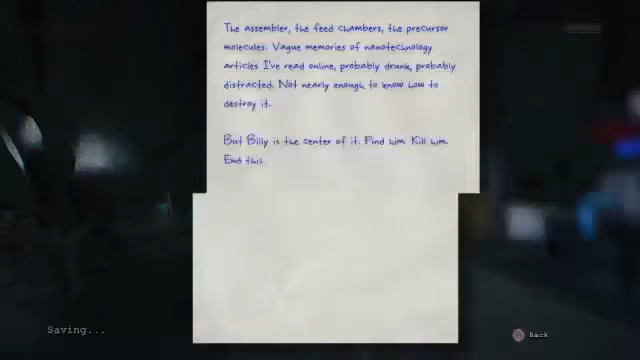 The assembler, the feed chambers, the precursor
molecules. Vague memories of nanotechnology
articles I've read online, probably drunk, probably
distracted. Not nearly enough to know how to
destroy it.
But Billy is the center of it. Find him. Kill him.
End this.
Saving...
Back